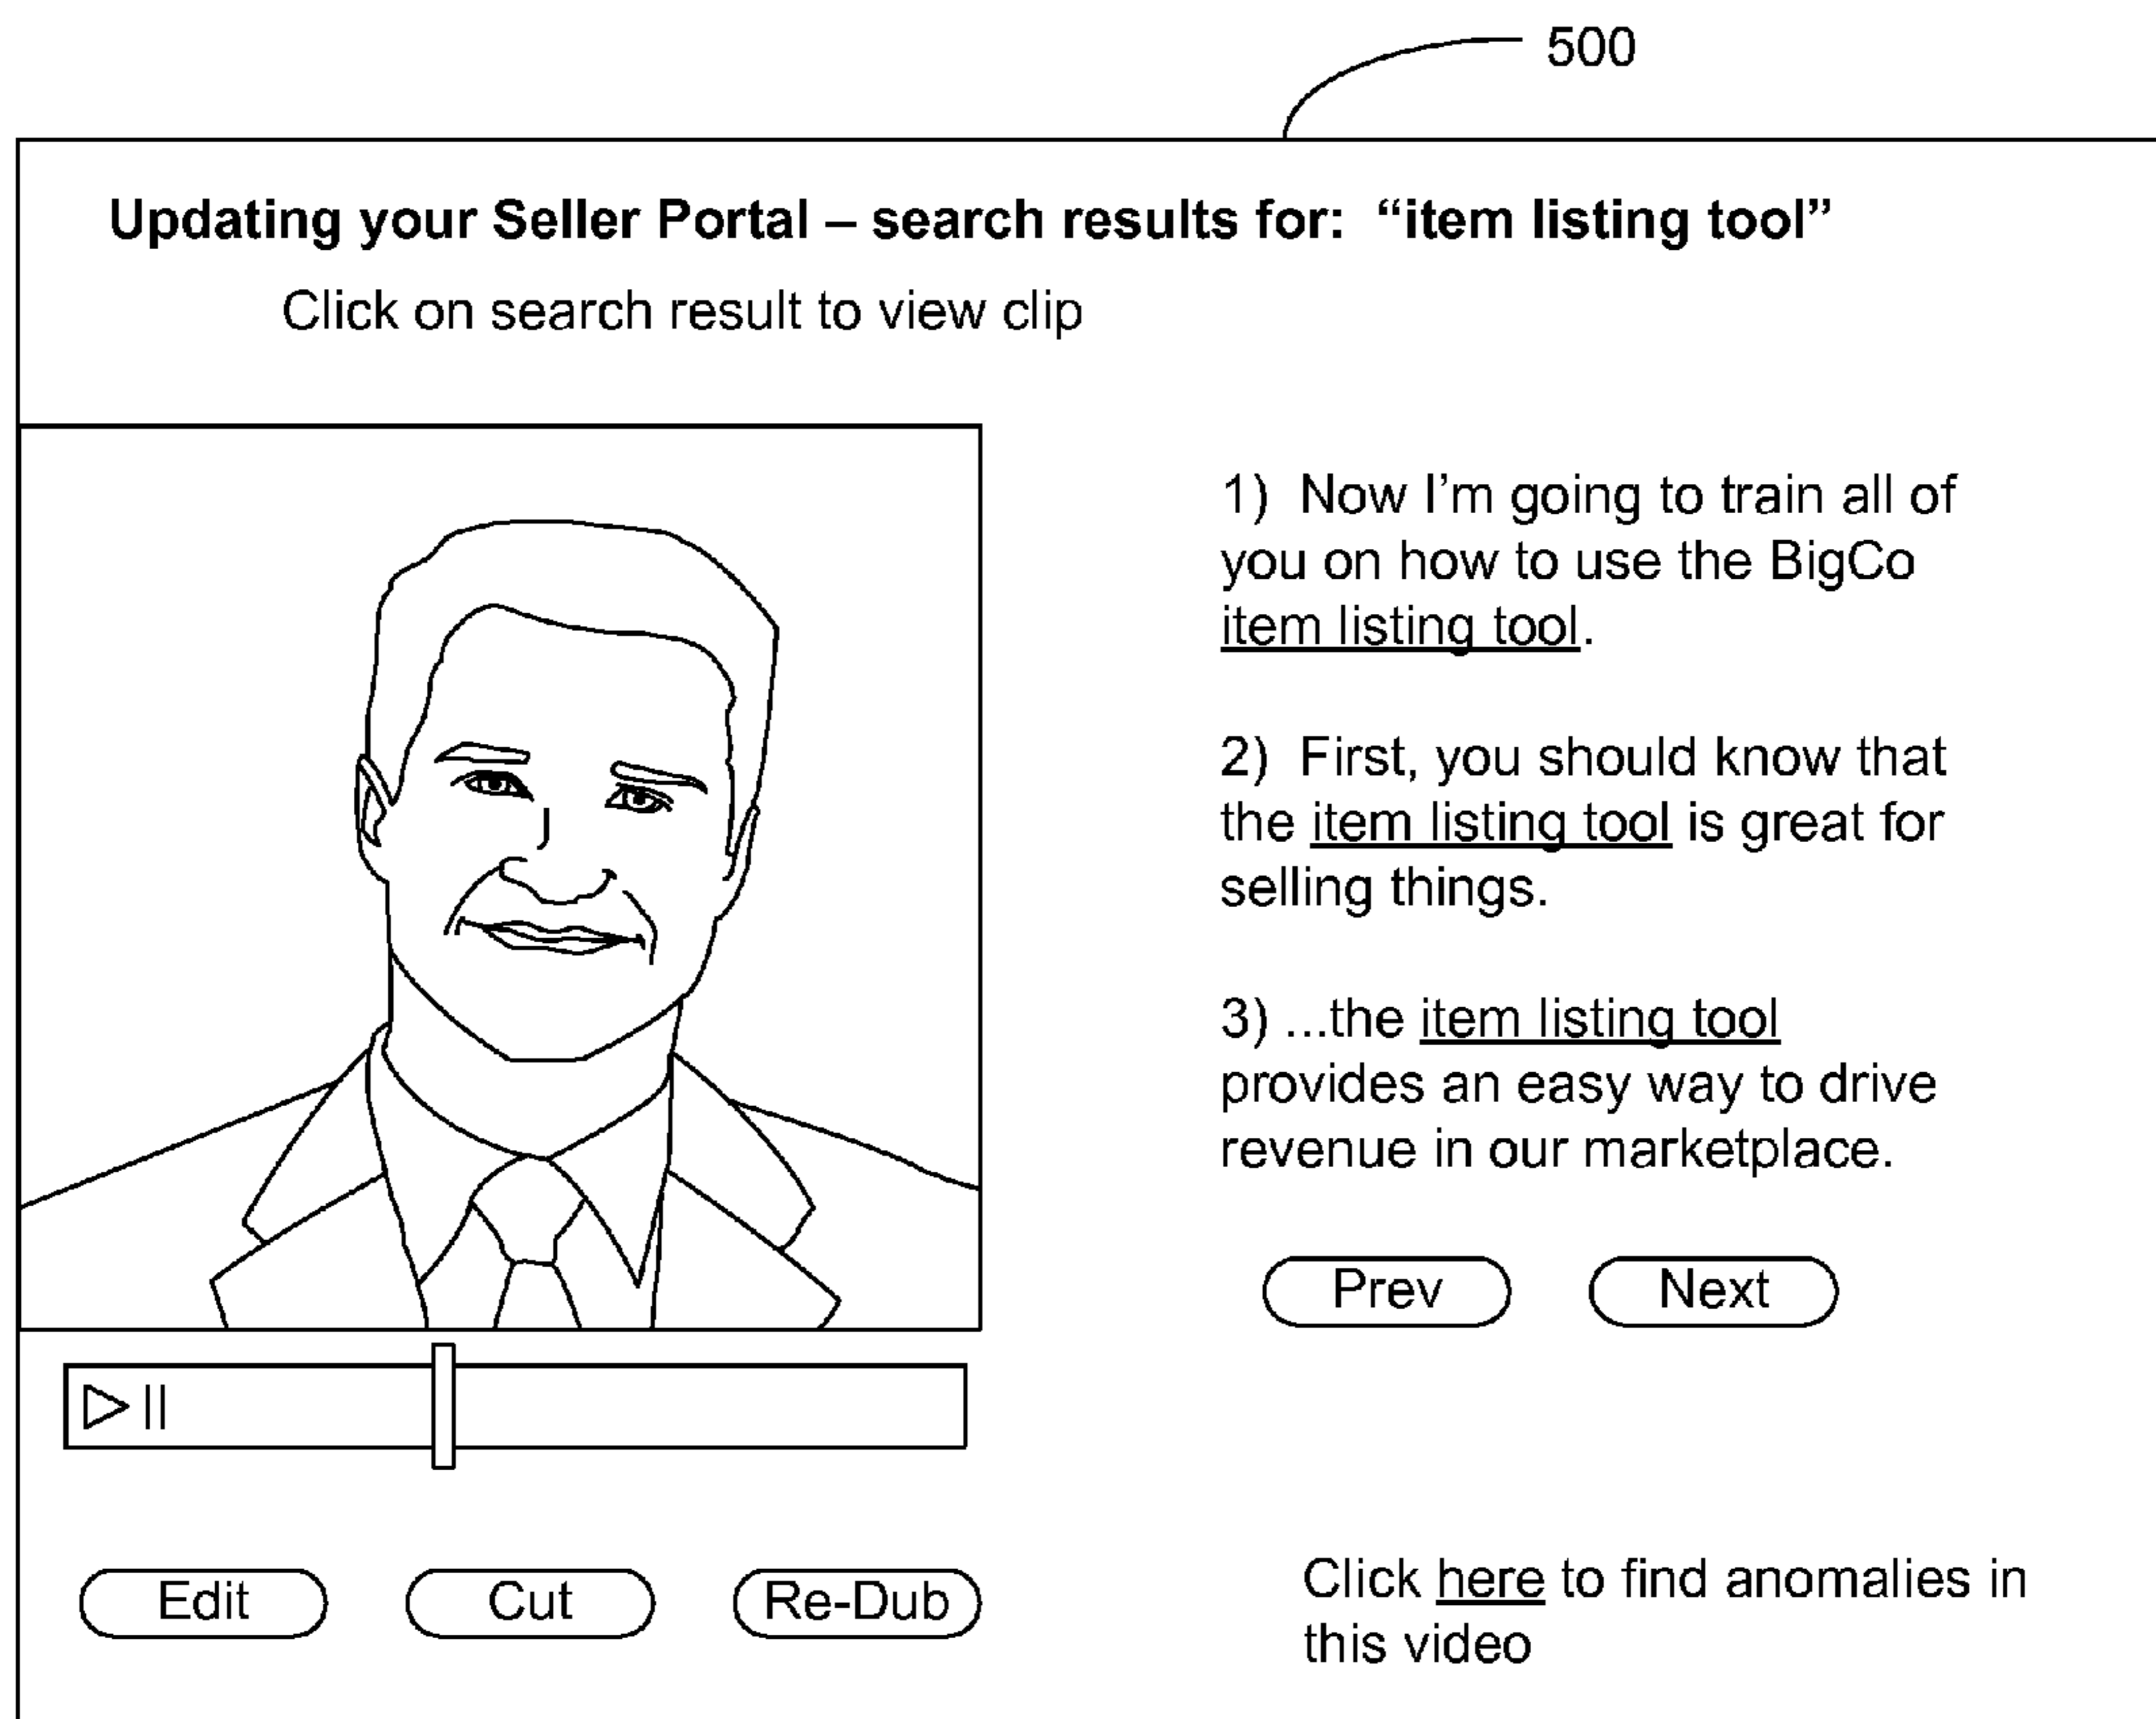 500
Updating your Seller Portal – search results for: “item listing tool”
Click on search result to view clip
1) Now I’m going to train all of
you on how to use the BigCo
item listing tool.
2) First, you should know that
the item listing tool is great for
selling things.
3) ...the item listing tool
provides an easy way to drive
revenue in our marketplace.
Prev Next
Edit Cut Re-Dub
Click here to find anomalies in
this video